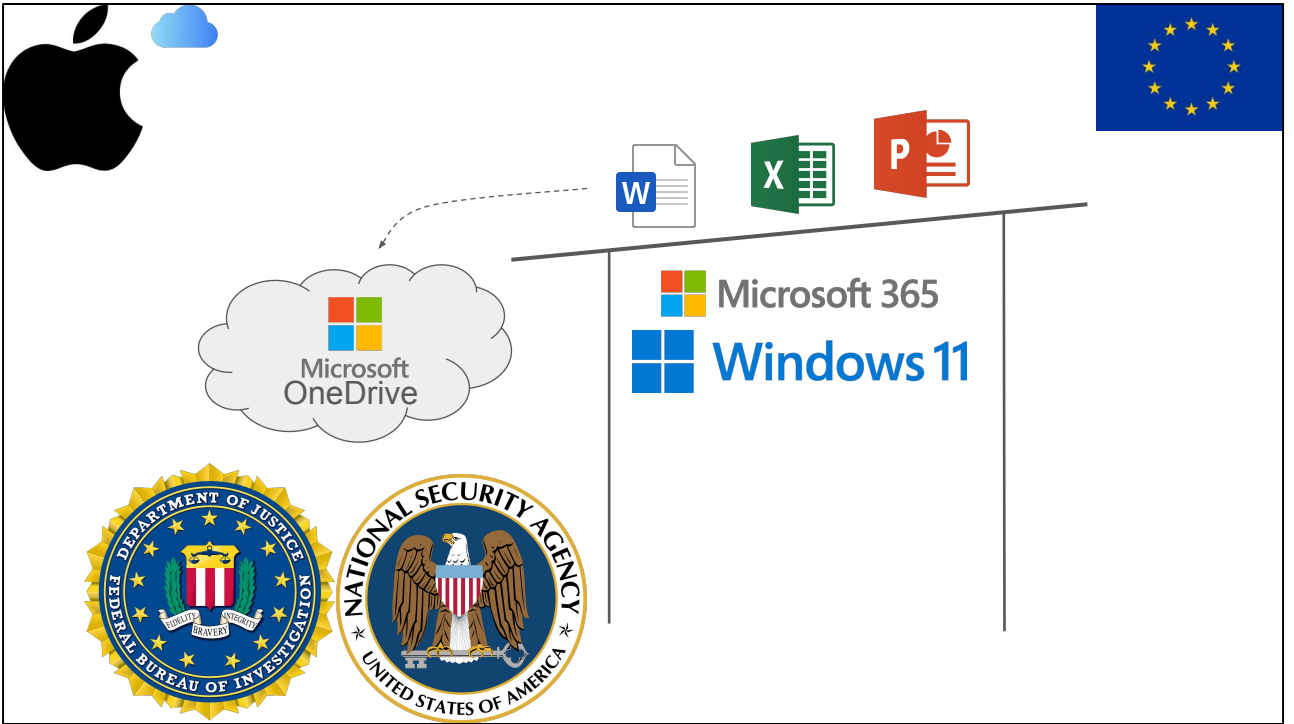 W
X
P
Microsoft 365
Windows 11
Microsoft
OneDrive
DEPARTMENT OF JUSTICE
FEDERAL BUREAU OF INVESTIGATION
FIDELITY
BRAVERY
INTEGRITY
NATIONAL SECURITY AGENCY
UNITED STATES OF AMERICA